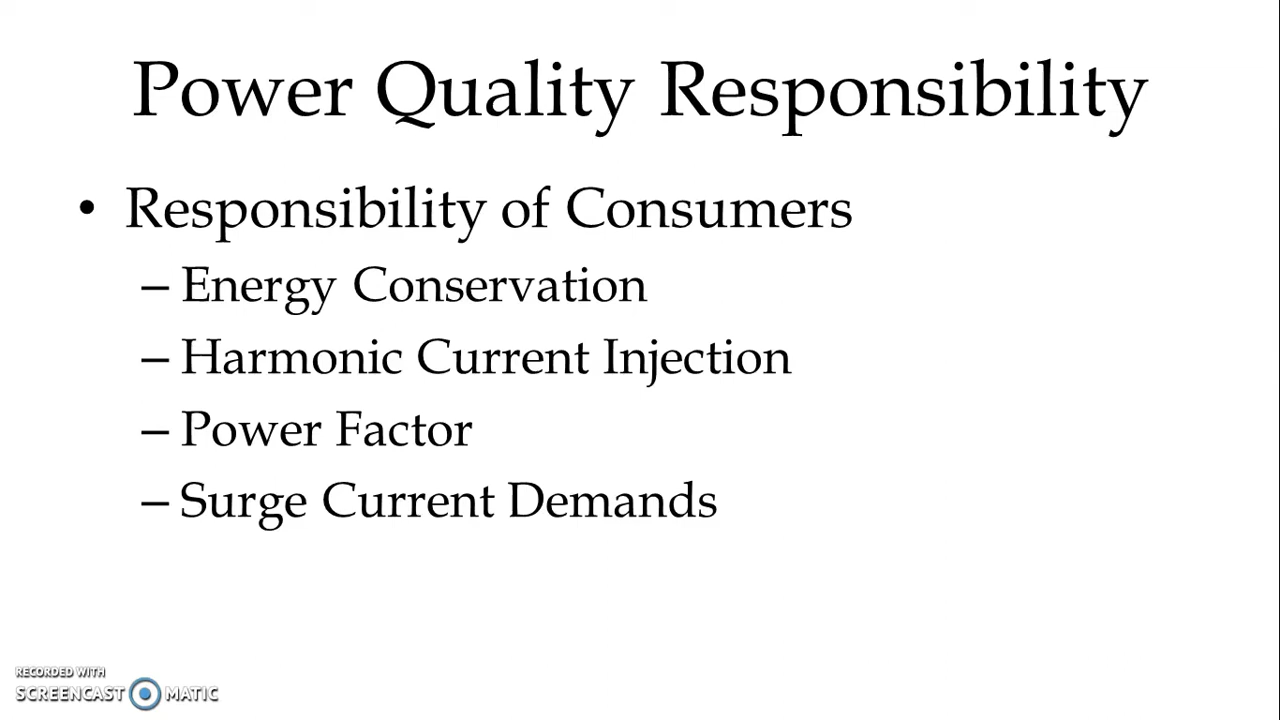 Power Quality Responsibility
• Responsibility of Consumers
– Energy Conservation
– Harmonic Current Injection
– Power Factor
– Surge Current Demands
RECORDED WITH
SCREENCAST MATIC